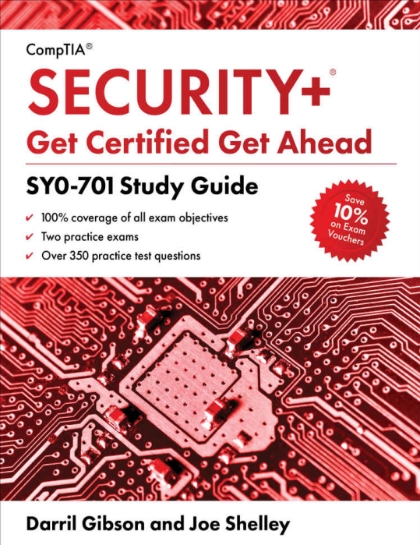 CompTIA®
SECURITY+®
Get Certified Get Ahead
SY0-701 Study Guide
✓ 100% coverage of all exam objectives
✓ Two practice exams
✓ Over 350 practice test questions
Save
10%
on Exam
Vouchers
Darril Gibson and Joe Shelley